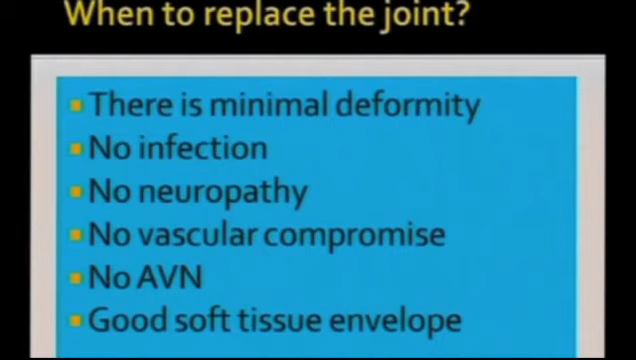 When to replace the joint?
There is minimal deformity
No infection
No neuropathy
No vascular compromise
No AVN
Good soft tissue envelope